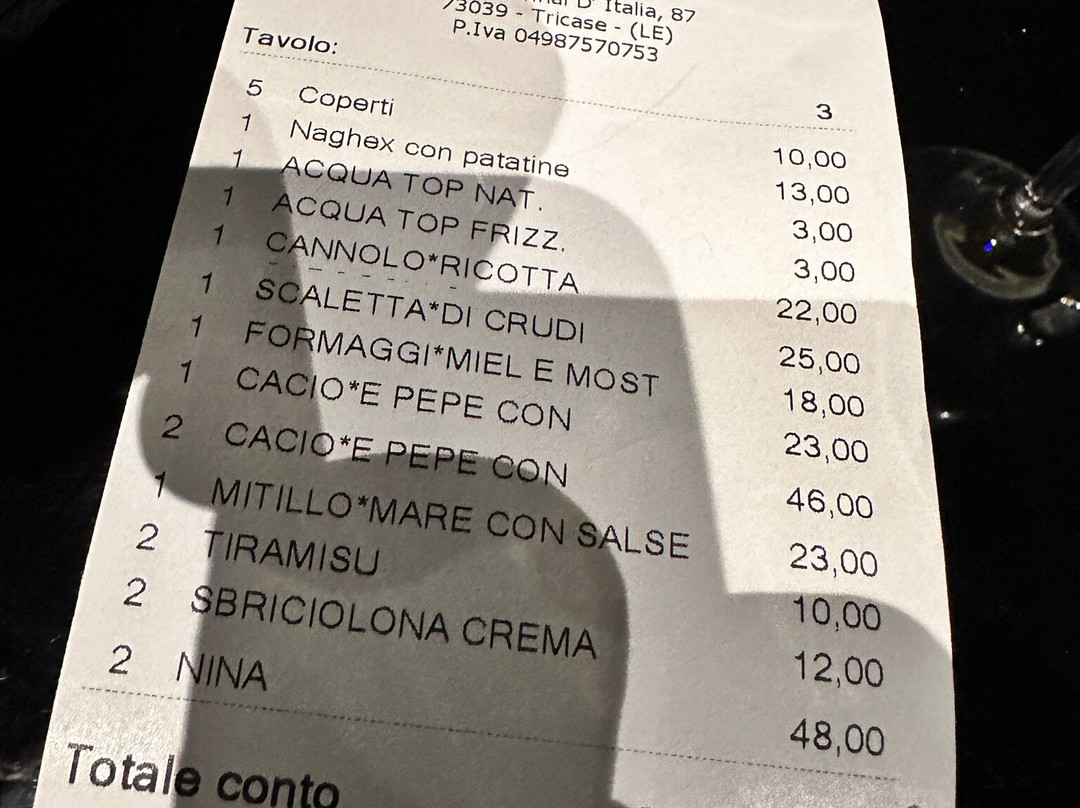 D' Italia, 87
73039 - Tricase - (LE)
P.Iva 04987570753
Tavolo: 3
5 Coperti 10,00
1 Naghex con patatine 13,00
1 ACQUA TOP NAT. 3,00
1 ACQUA TOP FRIZZ. 3,00
1 CANNOLO*RICOTTA 22,00
1 SCALETTA*DI CRUDI 25,00
1 FORMAGGI*MIEL E MOST 18,00
1 CACIO*E PEPE CON 23,00
2 CACIO*E PEPE CON 46,00
1 MITILLO*MARE CON SALSE 23,00
2 TIRAMISU 10,00
2 SBRICIOLONA CREMA 12,00
2 NINA 48,00
Totale conto